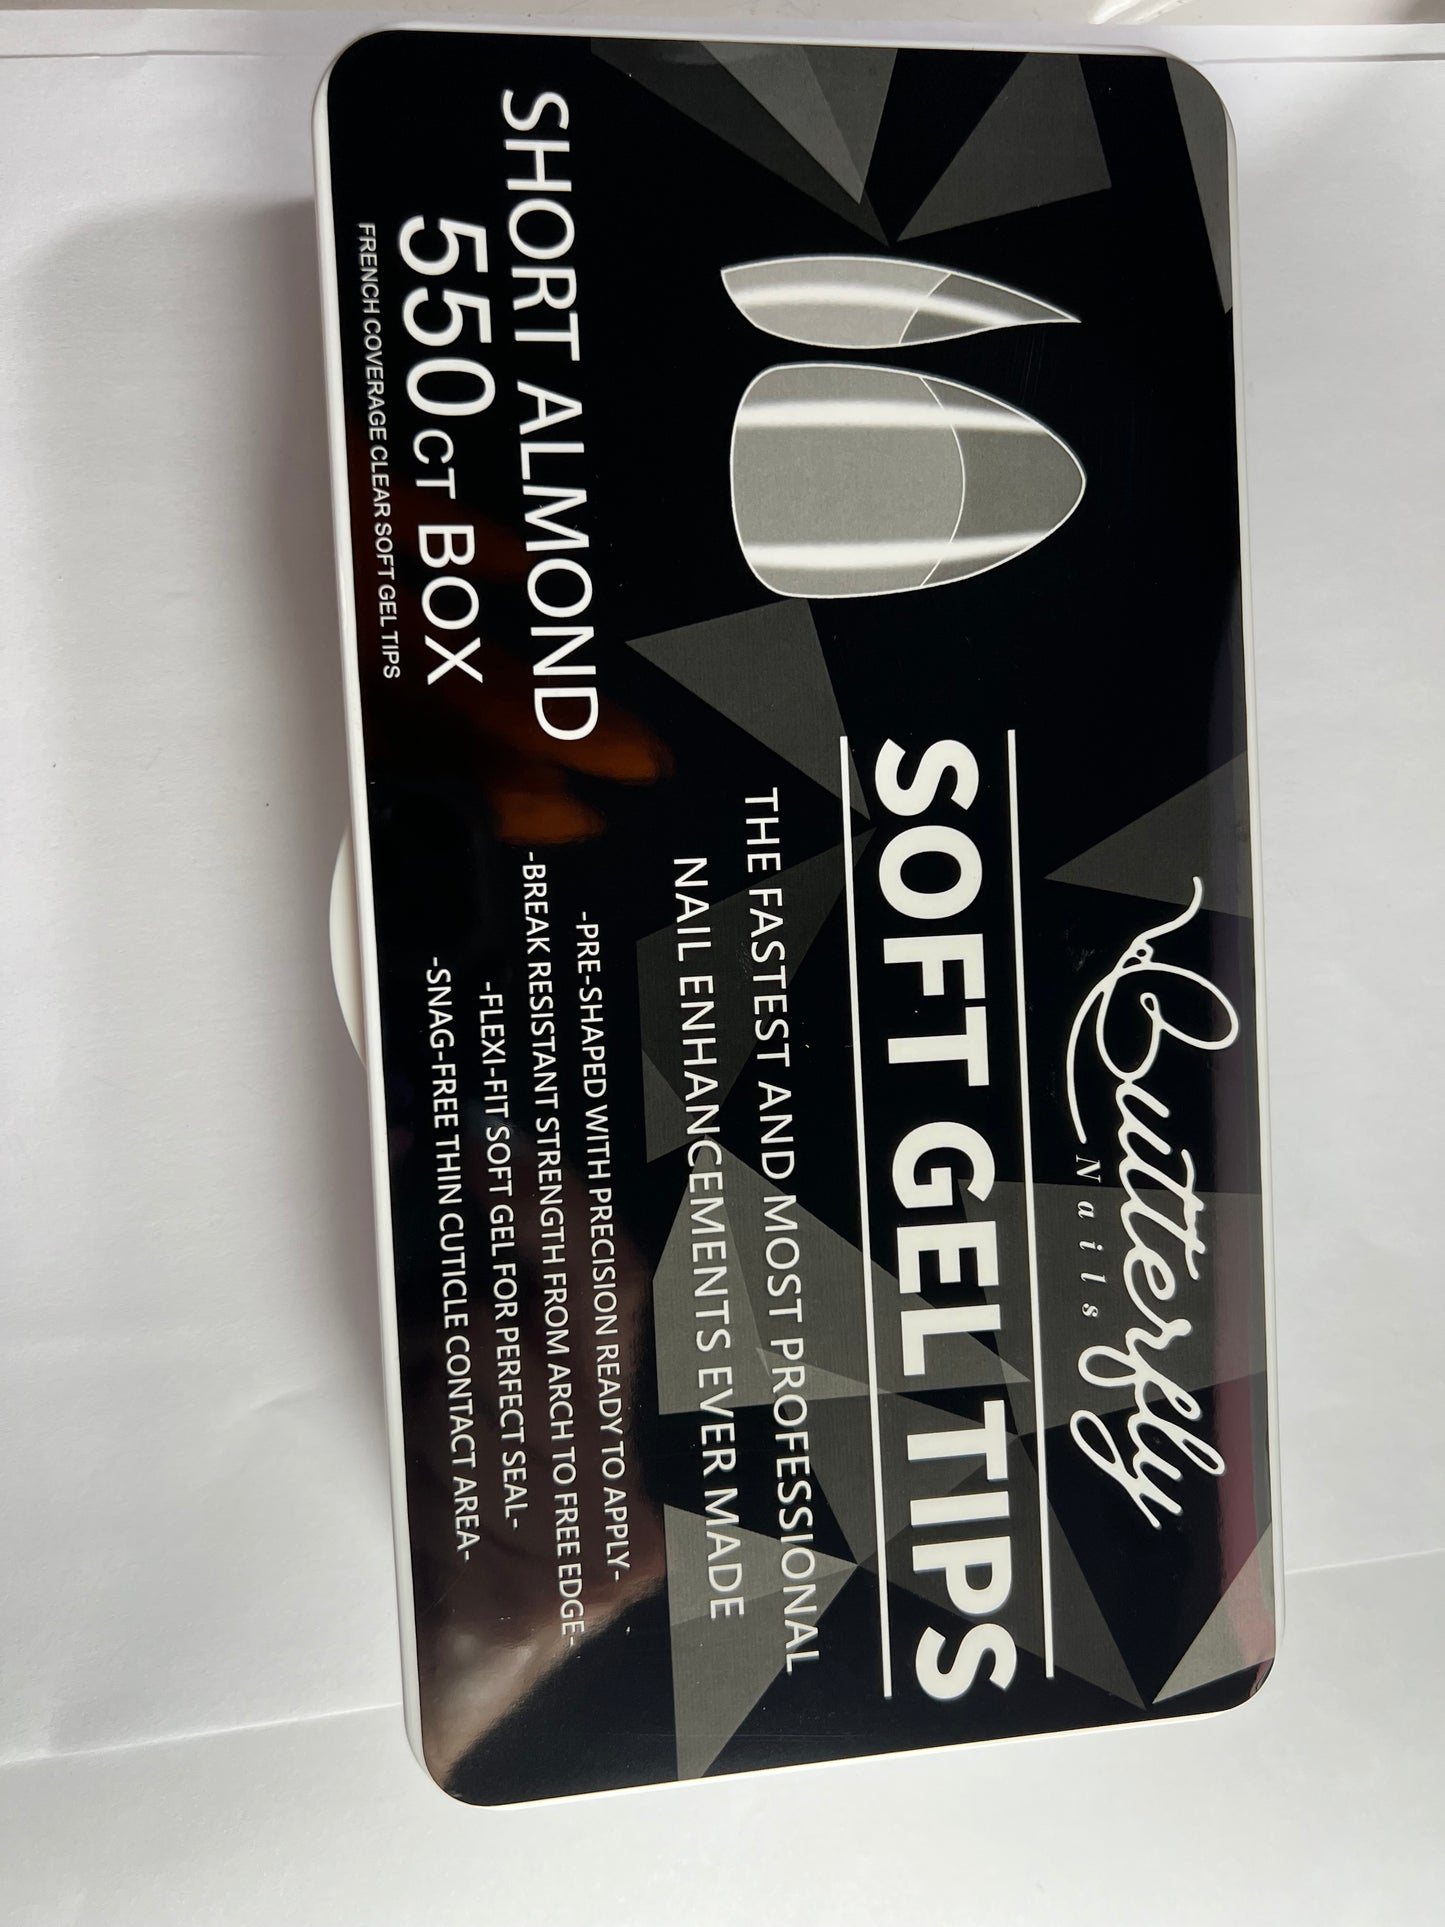 Butterfly
Nails
SOFT GEL TIPS
THE FASTEST AND MOST PROFESSIONAL
NAIL ENHANCEMENTS EVER MADE
-PRE-SHAPED WITH PRECISION READY TO APPLY-
-BREAK RESISTANT STRENGTH FROM ARCH TO FREE EDGE-
-FLEXI-FIT SOFT GEL FOR PERFECT SEAL-
-SNAG-FREE THIN CUTICLE CONTACT AREA-
SHORT ALMOND
550 CT BOX
FRENCH COVERAGE CLEAR SOFT GEL TIPS